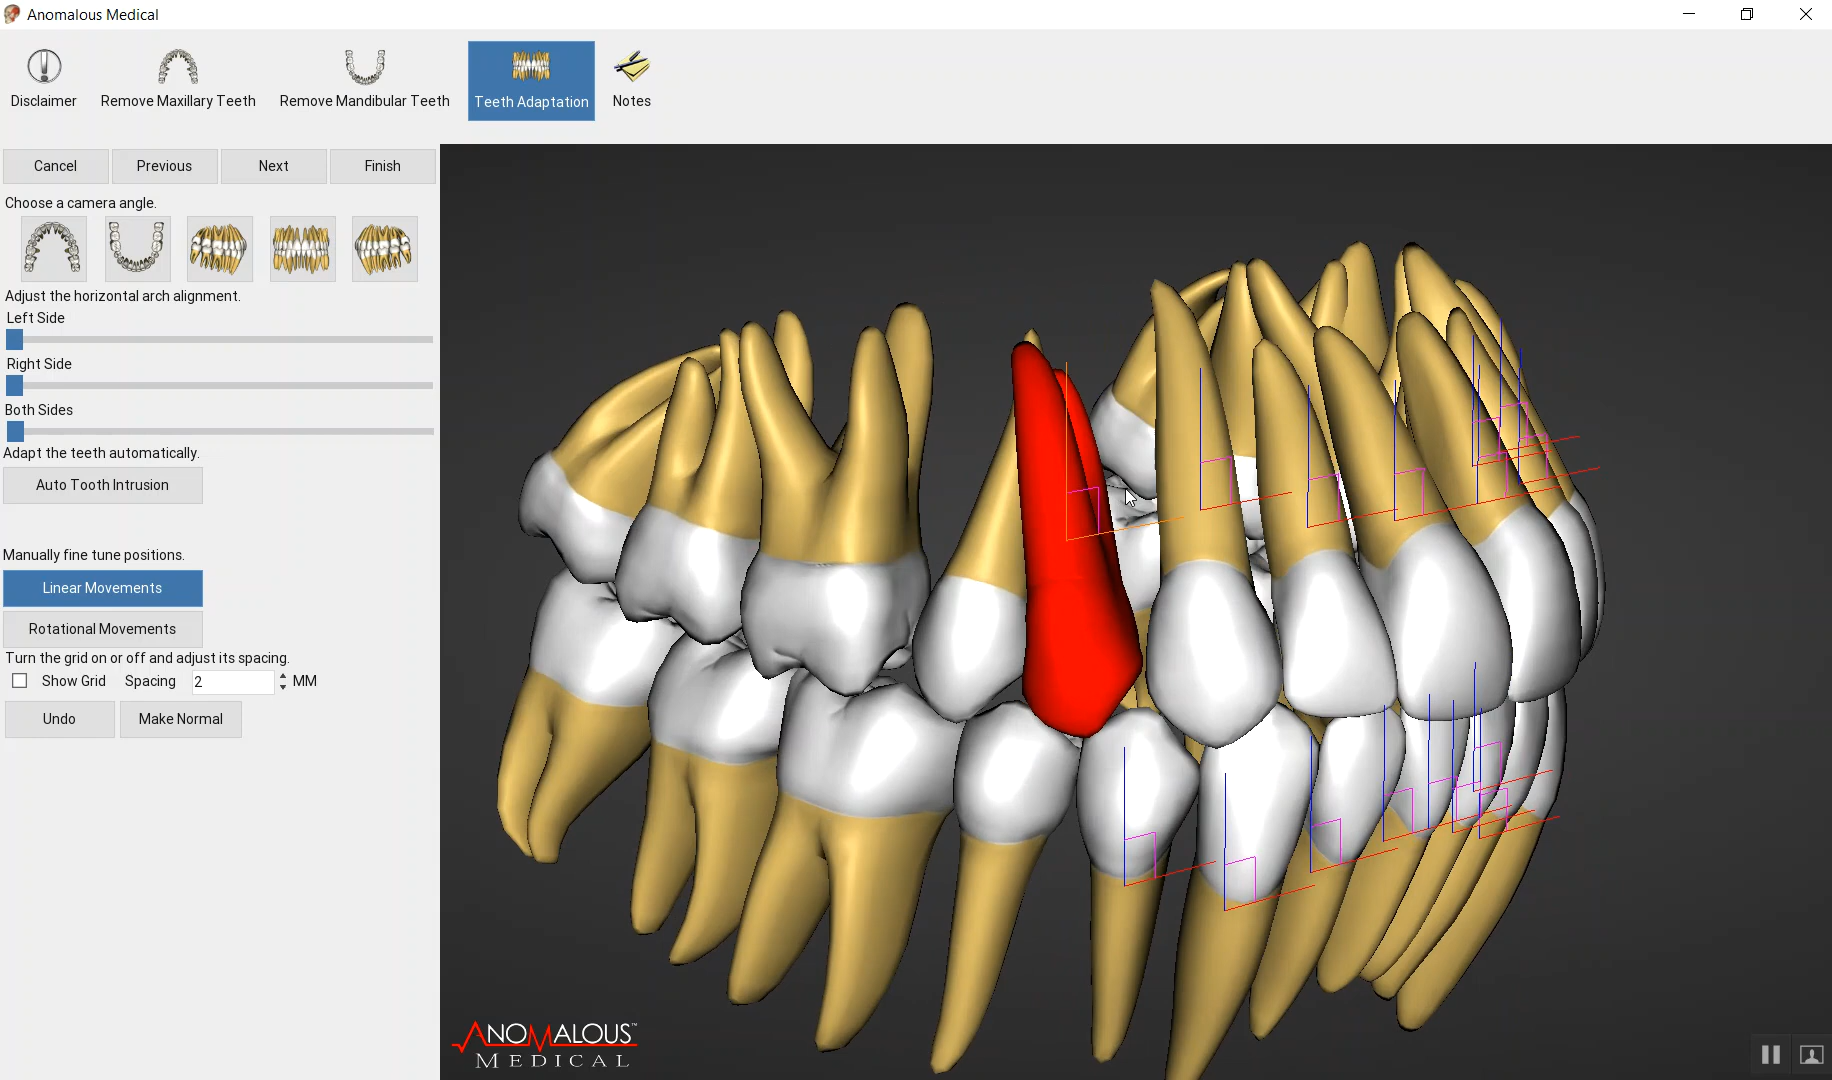 Anomalous Medical
Disclaimer
Remove Maxillary Teeth
Remove Mandibular Teeth
Teeth Adaptation
Notes
Cancel
Previous
Next
Finish
Choose a camera angle.
Adjust the horizontal arch alignment.
Left Side
Right Side
Both Sides
Adapt the teeth automatically.
Auto Tooth Intrusion
Manually fine tune positions.
Linear Movements
Rotational Movements
Turn the grid on or off and adjust its spacing.
Show Grid Spacing 2 MM
Undo
Make Normal
ANOMALOUS™
MEDICAL